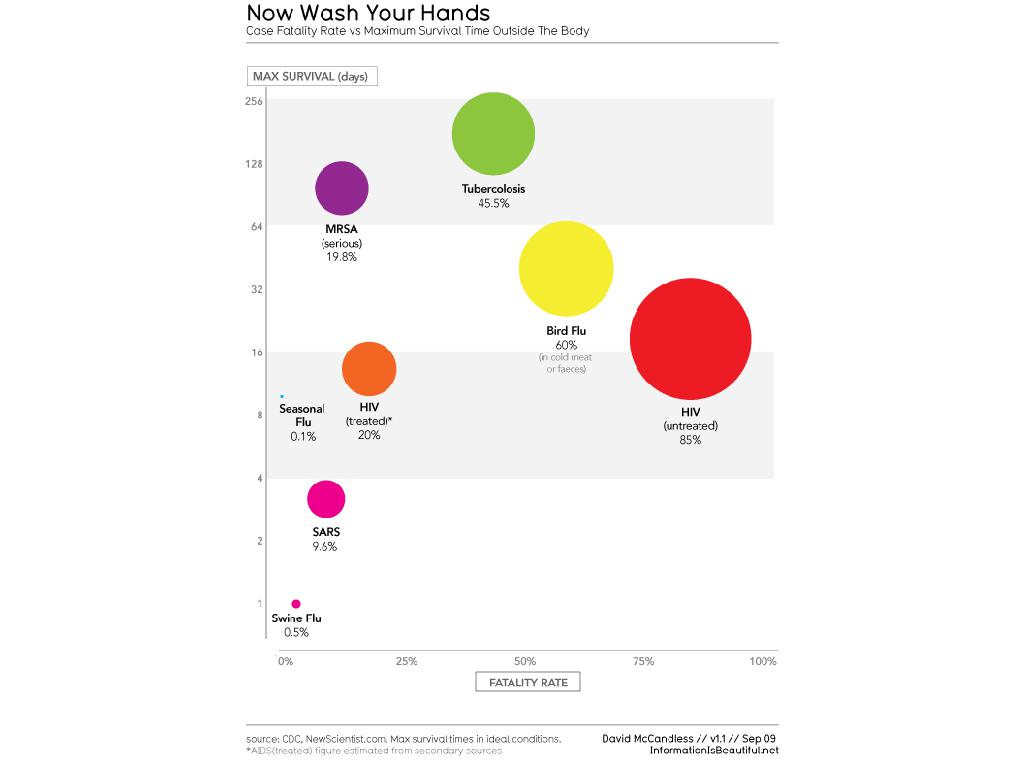 Now Wash Your Hands
Case Fatality Rate vs Maximum Survival Time Outside The Body
MAX SURVIVAL (days)
256
128
64
32
16
8
4
2
1
Tubercolosis
45.5%
MRSA
(serious)
19.8%
Bird Flu
60%
(in cold meat
or faeces)
HIV
(untreated)
85%
HIV
(treated)*
20%
Seasonal
Flu
0.1%
SARS
9.6%
Swine Flu
0.5%
0%
25%
50%
75%
100%
FATALITY RATE
source: CDC, NewScientist.com. Max survival times in ideal conditions.
*AIDS(treated) figure estimated from secondary sources
David McCandless // v1.1 // Sep 09
InformationIsBeautiful.net